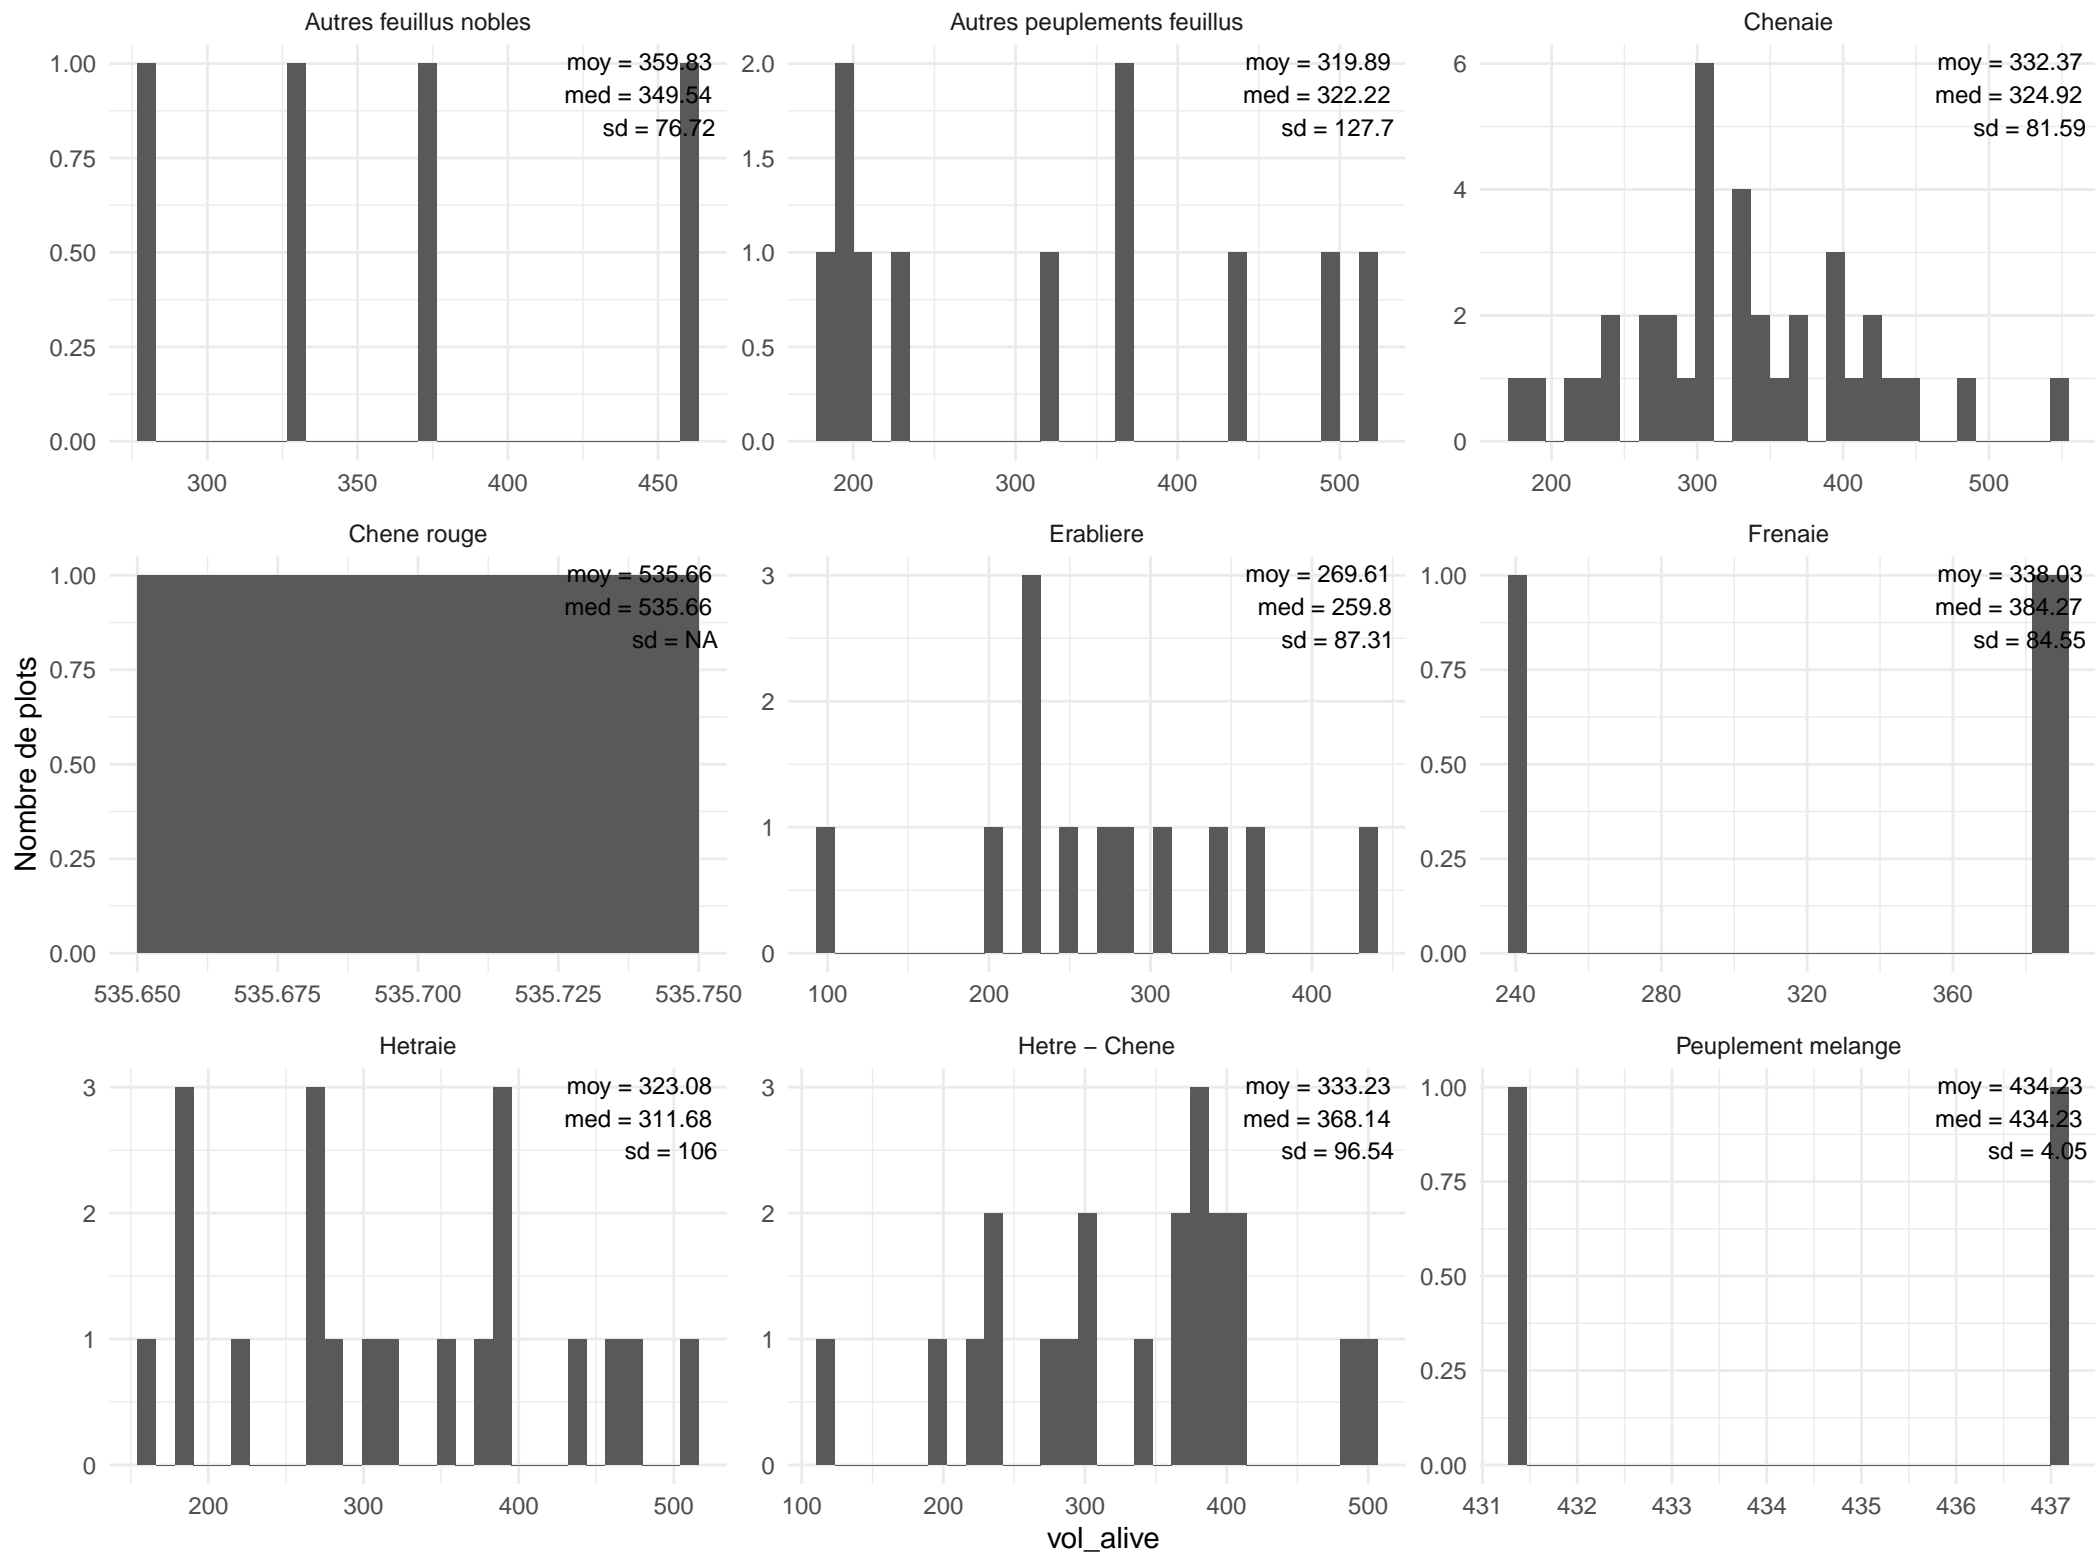 Autres feuillus nobles
moy = 359.83
med = 349.54
sd = 76.72
1.00
0.75
0.50
0.25
0.00
300 350 400 450
Autres peuplements feuillus
moy = 319.89
med = 322.22
sd = 127.7
2.0
1.5
1.0
0.5
0.0
200 300 400 500
Chenaie
moy = 332.37
med = 324.92
sd = 81.59
6
4
2
0
200 300 400 500
Chene rouge
moy = 535.66
med = 535.66
sd = NA
1.00
0.75
0.50
0.25
0.00
535.650 535.675 535.700 535.725 535.750
Erabliere
moy = 269.61
med = 259.8
sd = 87.31
3
2
1
0
100 200 300 400
Frenaie
moy = 338.03
med = 384.27
sd = 84.55
1.00
0.75
0.50
0.25
0.00
240 280 320 360
Hetraie
moy = 323.08
med = 311.68
sd = 106
3
2
1
0
200 300 400 500
Hetre − Chene
moy = 333.23
med = 368.14
sd = 96.54
3
2
1
0
100 200 300 400 500
Peuplement melange
moy = 434.23
med = 434.23
sd = 4.05
1.00
0.75
0.50
0.25
0.00
431 432 433 434 435 436 437
Nombre de plots
vol_alive